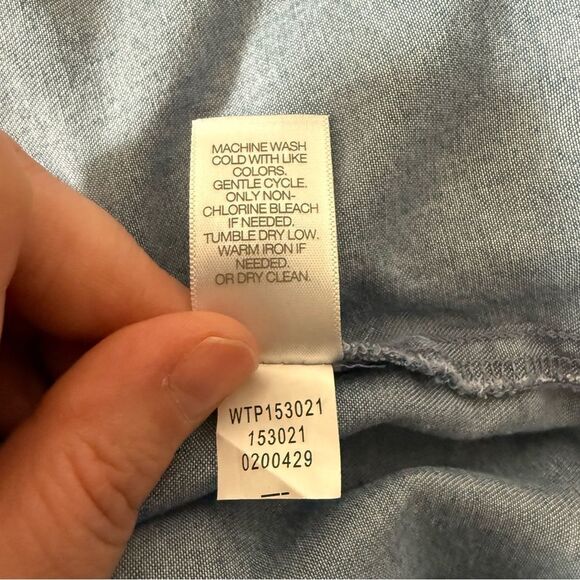 MACHINE WASH
COLD WITH LIKE
COLORS.
GENTLE CYCLE.
ONLY NON-
CHLORINE BLEACH
IF NEEDED.
TUMBLE DRY LOW.
WARM IRON IF
NEEDED.
OR DRY CLEAN.
WTP153021
153021
0200429